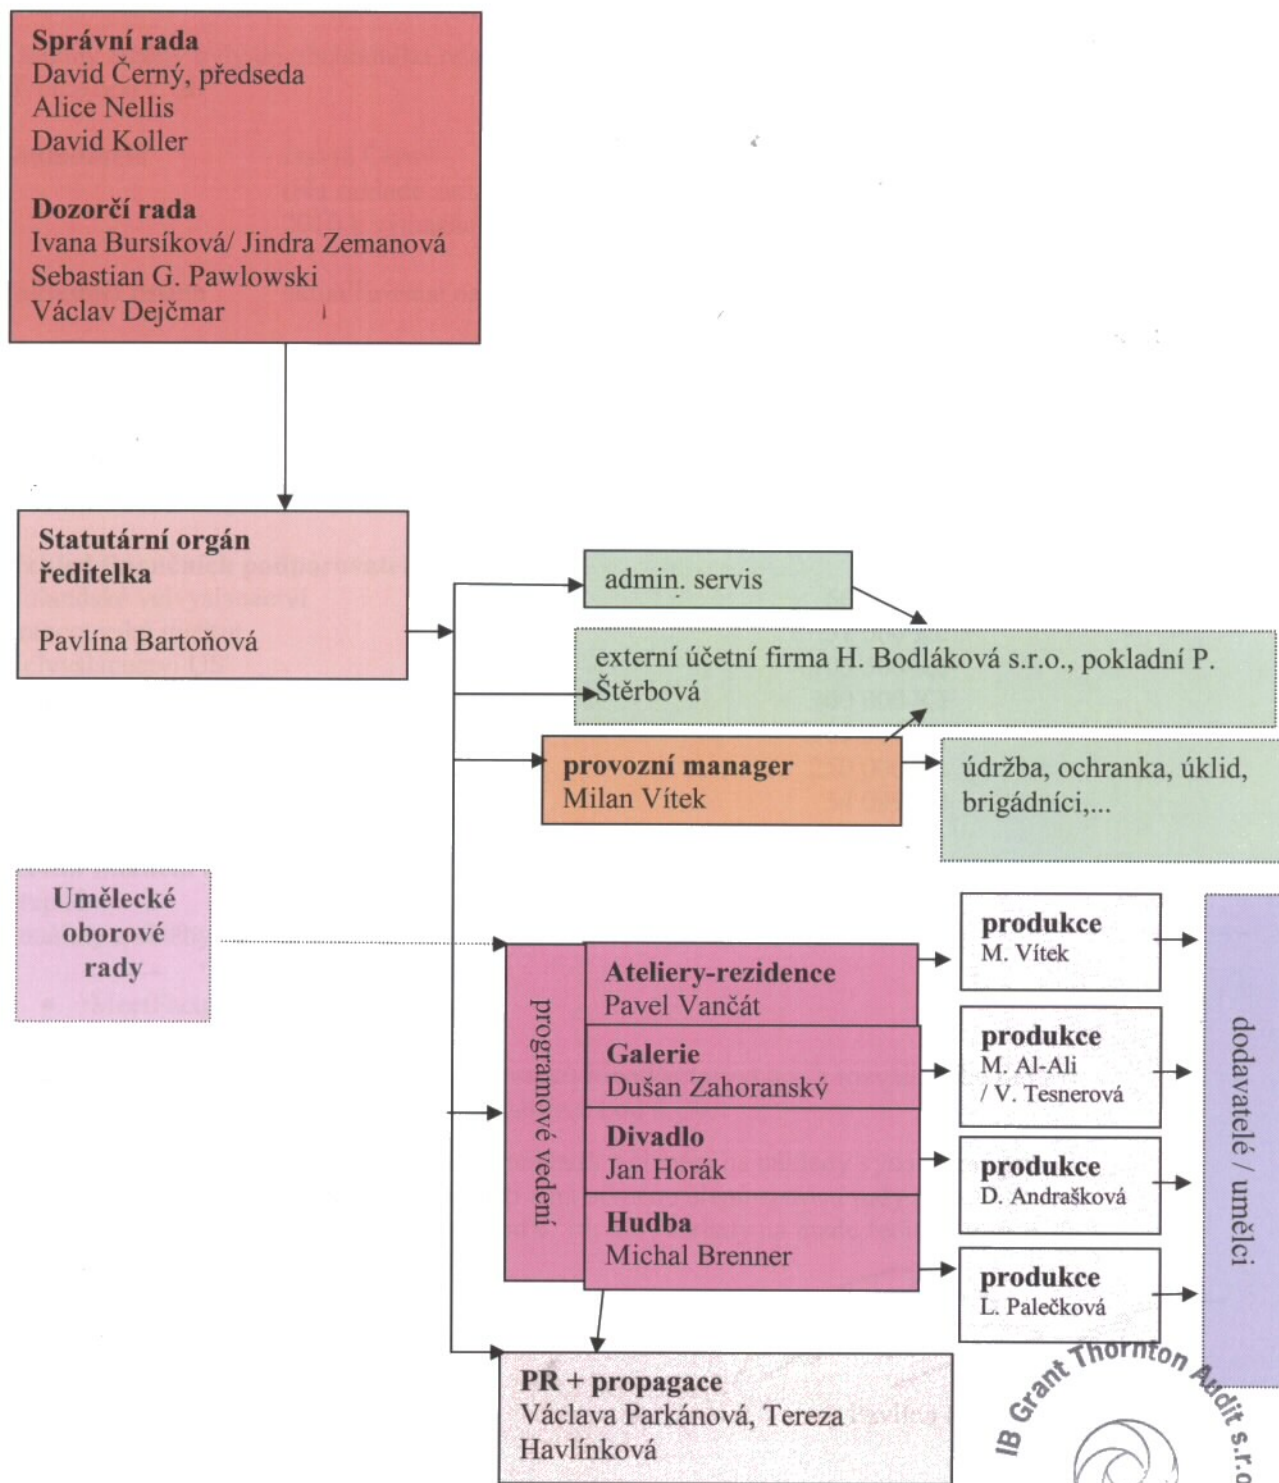 Správní rada
David Černý, předseda
Alice Nellis
David Koller
Dozorčí rada
Ivana Bursíková/ Jindra Zemanová
Sebastian G. Pawlowski
Václav Dejčmar
Statutární orgán
ředitelka
Pavlína Bartoňová
admin. servis
externí účetní firma H. Bodláková s.r.o., pokladní P.
Štěrbová
provozní manager
Milan Vítek
údržba, ochranka, úklid,
brigádníci,...
Umělecké
oborové
rady
programové vedení
Ateliery-rezidence
Pavel Vančát
Galerie
Dušan Zahoranský
Divadlo
Jan Horák
Hudba
Michal Brenner
produkce
M. Vítek
produkce
M. Al-Ali
/ V. Tesnerová
produkce
D. Andrašková
produkce
L. Palečková
dodavatelé / umělci
PR + propagace
Václava Parkánová, Tereza
Havlínková
IB Grant Thornton Audit s.r.o